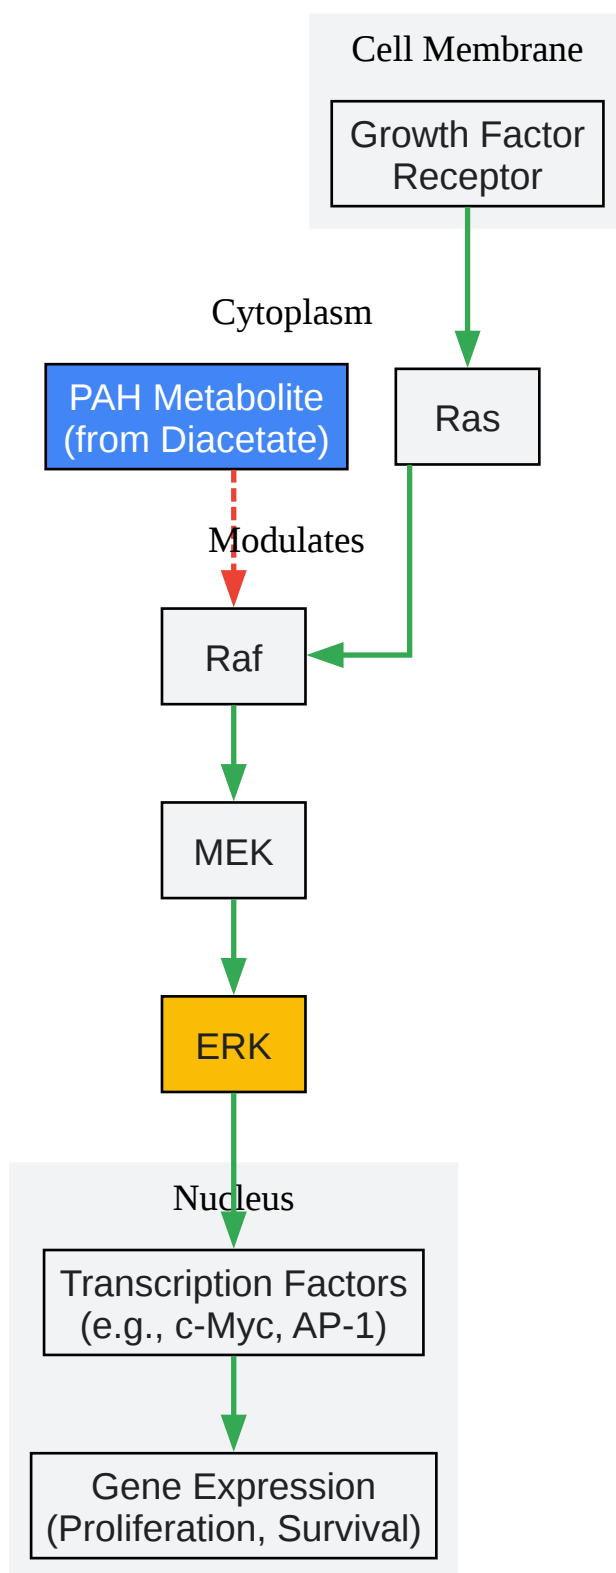 Cell Membrane
Growth Factor
Receptor
Cytoplasm
PAH Metabolite
(from Diacetate)
Ras
Modulates
Raf
MEK
ERK
Nucleus
Transcription Factors
(e.g., c-Myc, AP-1)
Gene Expression
(Proliferation, Survival)